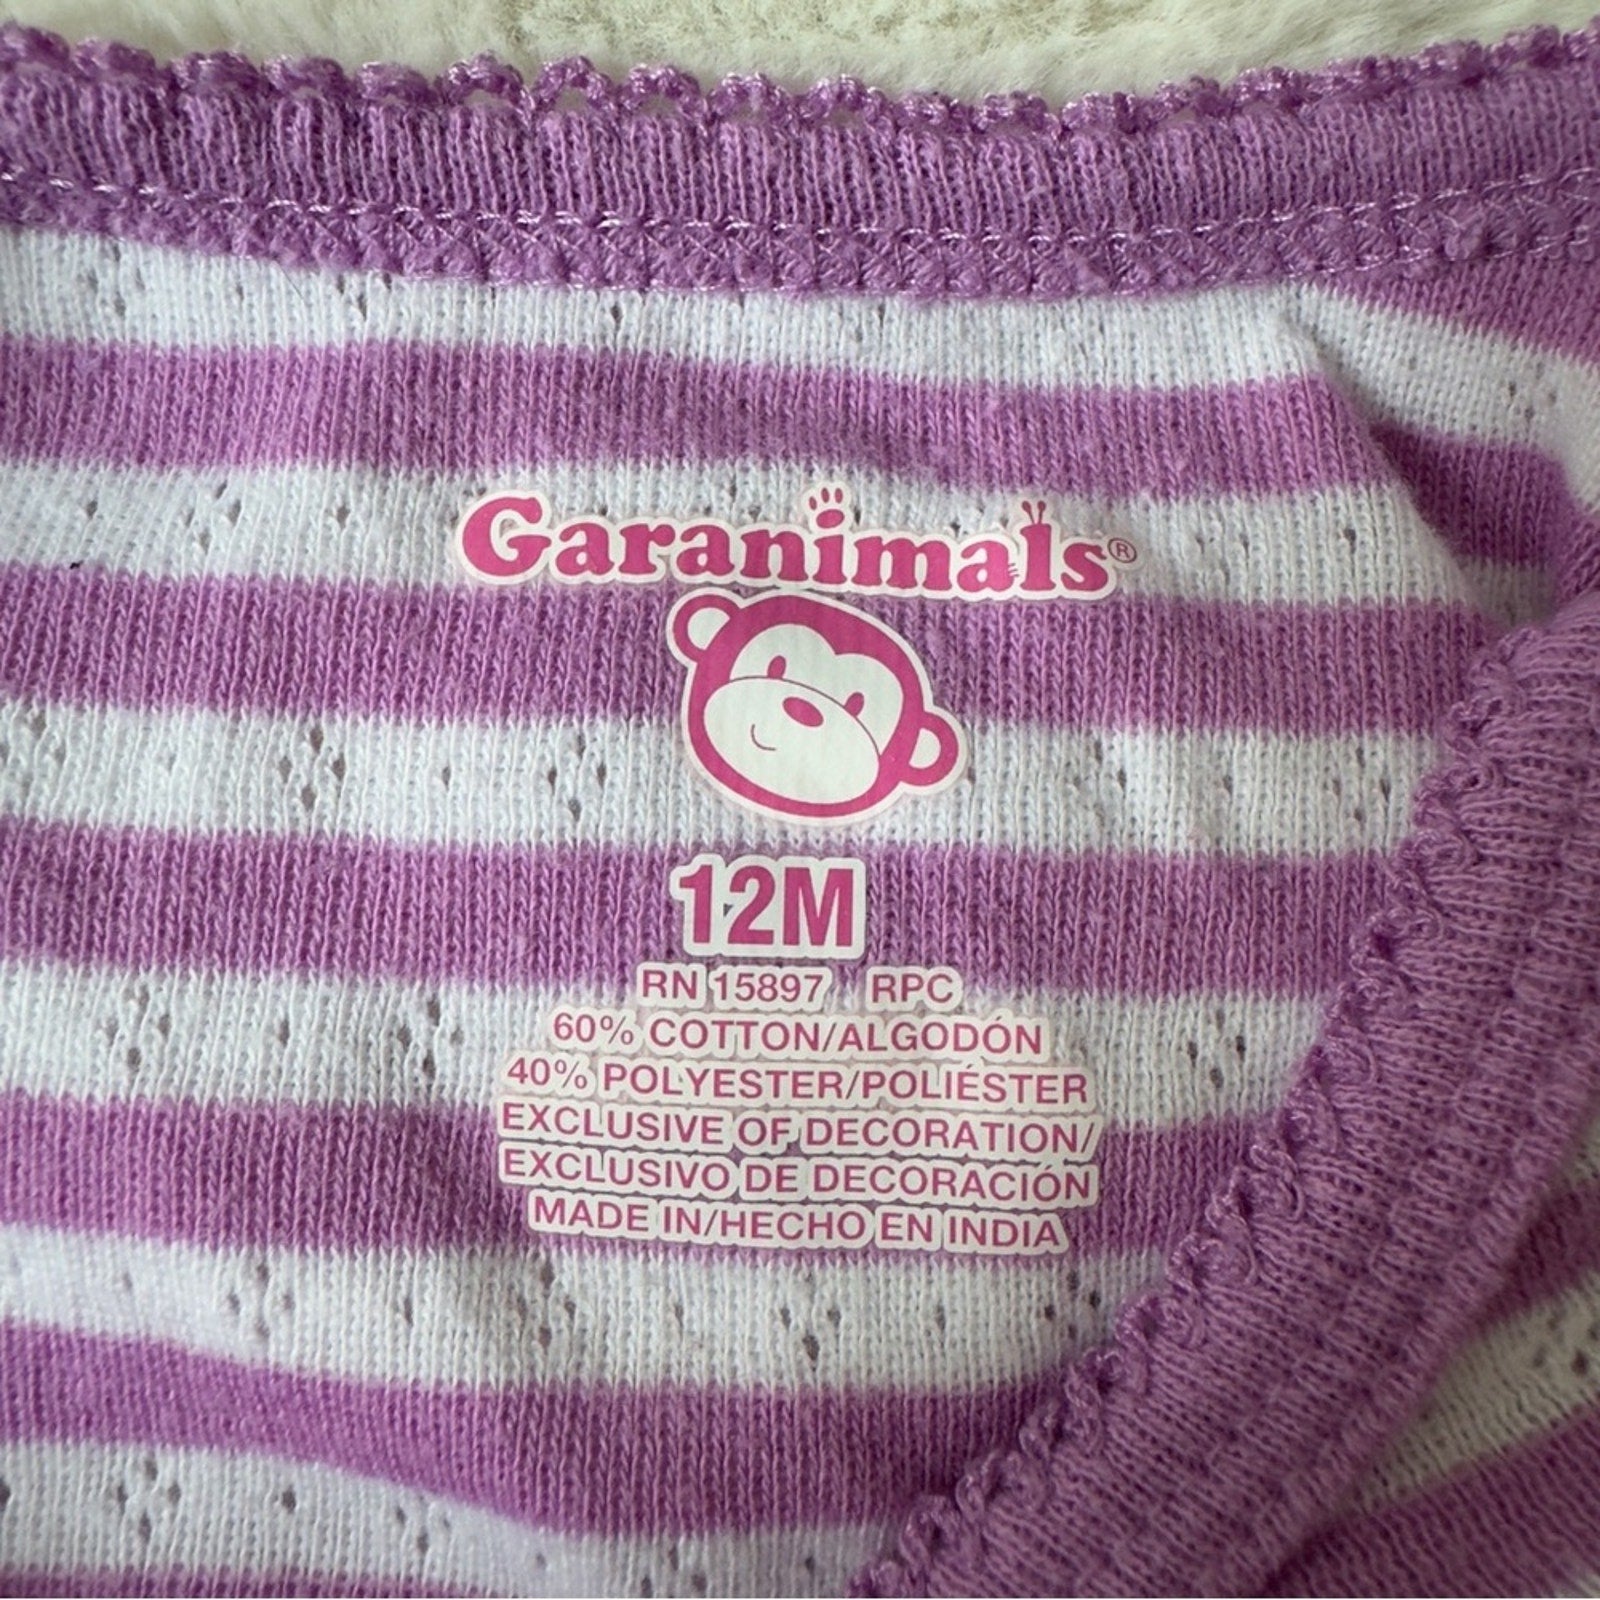 Garanimals®
12M
RN 15897 RPC
60% COTTON/ALGODÓN
40% POLYESTER/POLIÉSTER
EXCLUSIVE OF DECORATION/
EXCLUSIVO DE DECORACIÓN
MADE IN/HECHO EN INDIA